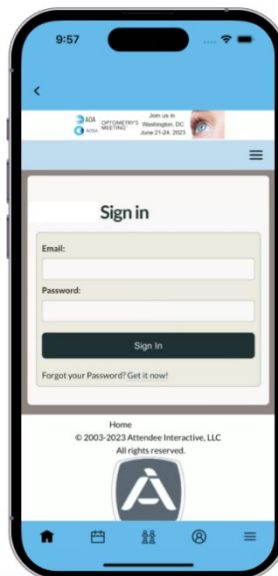 9:57
AOA
AOSA
OPTOMETRY'S
MEETING
Join us in
Washington, DC
June 21-24, 2023
Sign in
Email:
Password:
Sign In
Forgot your Password? Get it now!
Home
© 2003-2023 Attendee Interactive, LLC
All rights reserved.